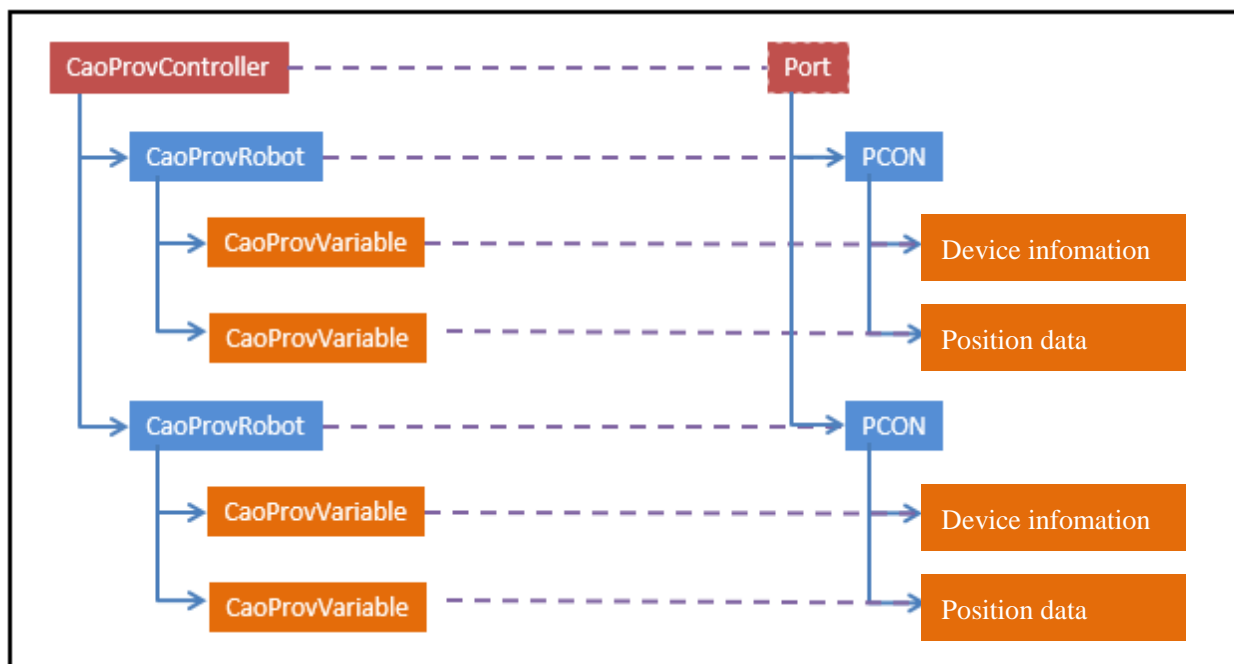 CaoProvController
Port
CaoProvRobot
PCON
CaoProvVariable
Device infomation
CaoProvVariable
Position data
CaoProvRobot
PCON
CaoProvVariable
Device infomation
CaoProvVariable
Position data